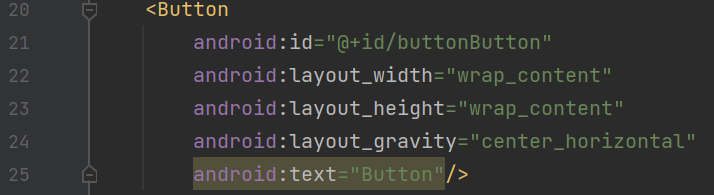 20 <Button
21 android:id="@+id/buttonButton"
22 android:layout_width="wrap_content"
23 android:layout_height="wrap_content"
24 android:layout_gravity="center_horizontal"
25 android:text="Button"/>